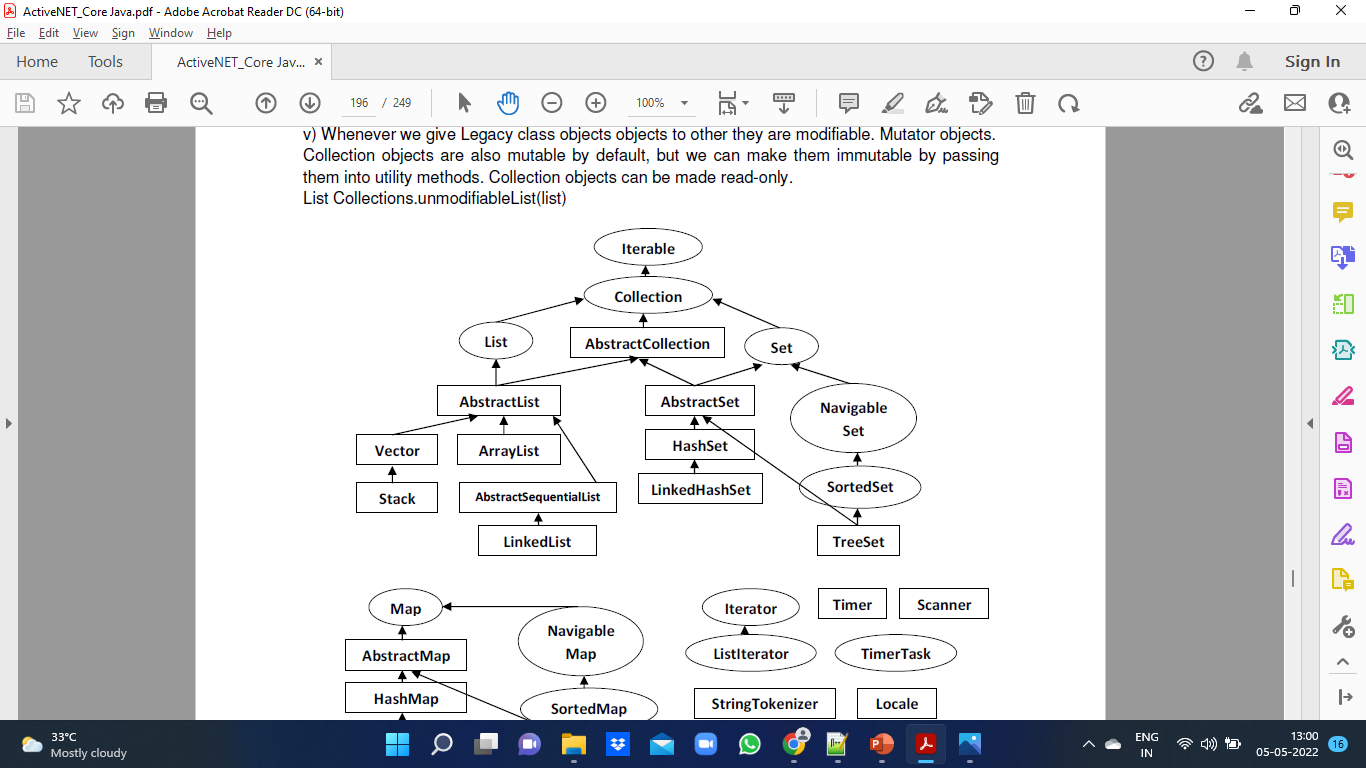 ActiveNET_Core Java.pdf - Adobe Acrobat Reader DC (64-bit)
File Edit View Sign Window Help
Home Tools ActiveNET_Core Jav... × Sign In
196 / 249 100%
v) Whenever we give Legacy class objects objects to other they are modifiable. Mutator objects.
Collection objects are also mutable by default, but we can make them immutable by passing
them into utility methods. Collection objects can be made read-only.
List Collections.unmodifiableList(list)
Iterable
Collection
List AbstractCollection Set
AbstractList AbstractSet Navigable
Set
Vector ArrayList HashSet
Stack AbstractSequentialList LinkedHashSet SortedSet
LinkedList TreeSet
Map Iterator Timer Scanner
Navigable
Map
AbstractMap ListIterator TimerTask
HashMap SortedMap StringTokenizer Locale
33°C
Mostly cloudy
ENG
IN
13:00
05-05-2022
16